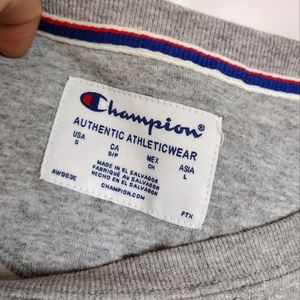 Champion®
AUTHENTIC ATHLETICWEAR
USA CA MEX ASIA
S S/P CH L
MADE IN EL SALVADOR
FABRIQUÉ AU SALVADOR
HECHO EN EL SALVADOR
CHAMPION.COM
AW983E FTX